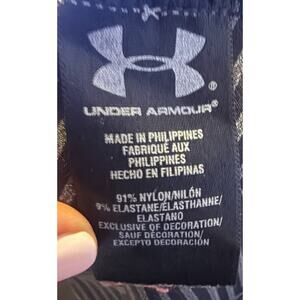 UNDER ARMOUR®
MADE IN PHILIPPINES
FABRIQUÉ AUX
PHILIPPINES
HECHO EN FILIPINAS
91% NYLON/NILÓN
9% ELASTANE/ÉLASTHANNE/
ELASTANO
EXCLUSIVE OF DECORATION/
SAUF DÉCORATION/
EXCEPTO DECORACIÓN